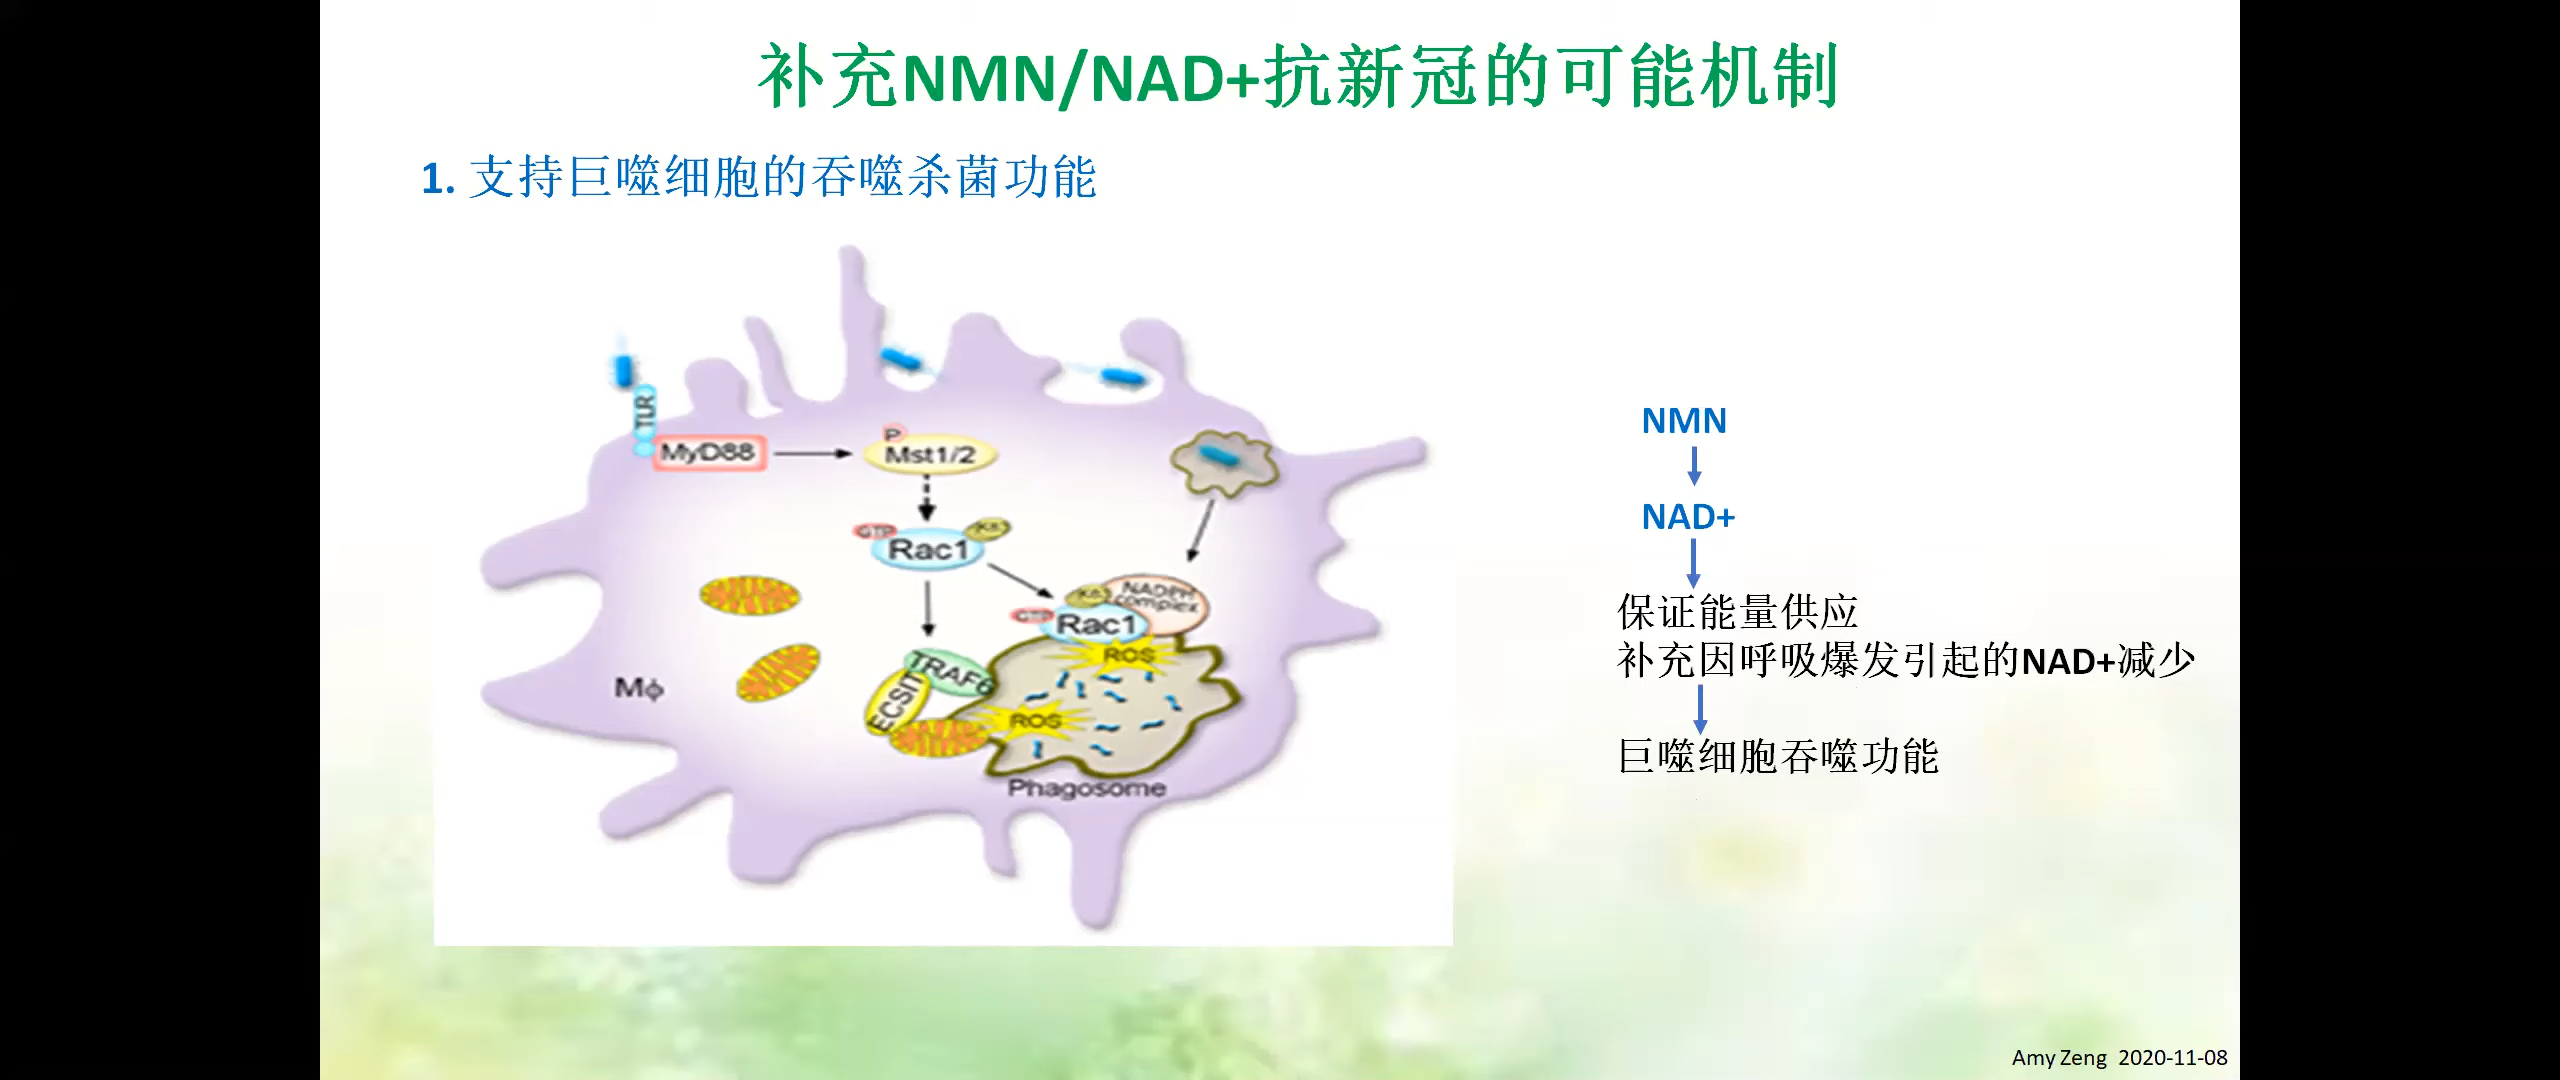 补充NMN/NAD+抗新冠的可能机制
1. 支持巨噬细胞的吞噬杀菌功能
TLR
MyD88
P
Mst1/2
GTP
K63
Rac1
K63
NADPH
complex
GTP
Rac1
ROS
TRAF6
ECSIT
ROS
Mϕ
Phagosome
NMN
NAD+
保证能量供应
补充因呼吸爆发引起的NAD+减少
巨噬细胞吞噬功能
Amy Zeng 2020-11-08